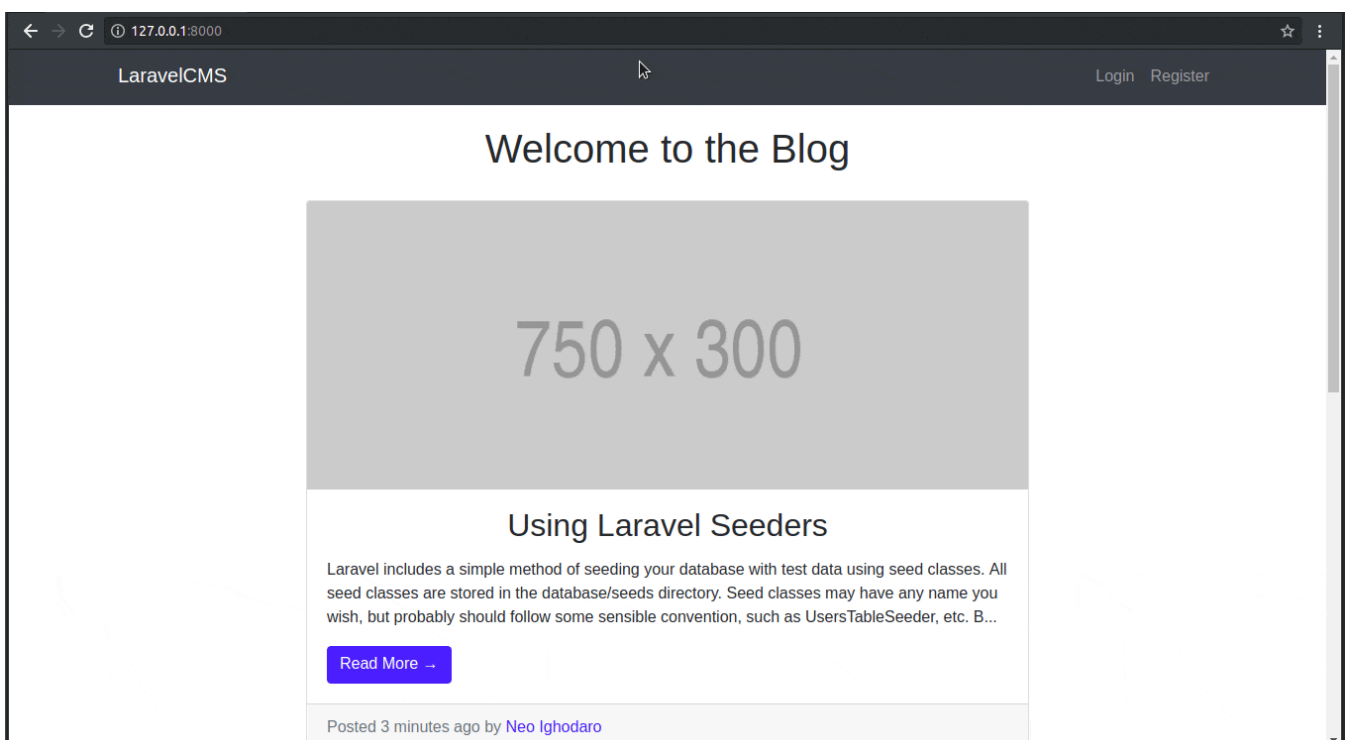 127.0.0.1:8000
LaravelCMS
Login Register
Welcome to the Blog
750 x 300
Using Laravel Seeders
Laravel includes a simple method of seeding your database with test data using seed classes. All
seed classes are stored in the database/seeds directory. Seed classes may have any name you
wish, but probably should follow some sensible convention, such as UsersTableSeeder, etc. B...
Read More →
Posted 3 minutes ago by Neo Ighodaro